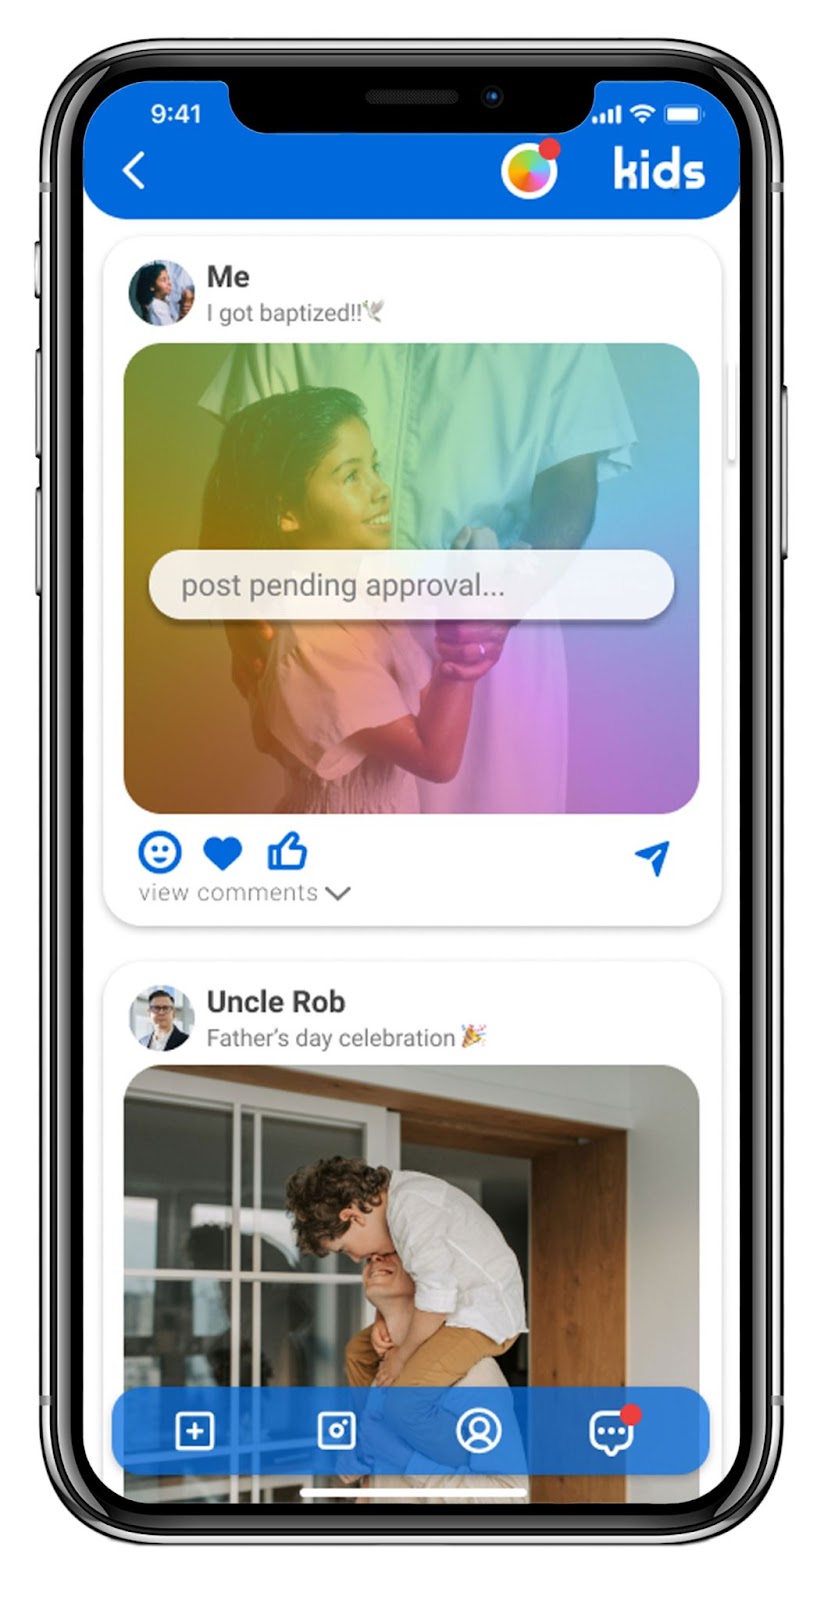 9:41
kids
Me
I got baptized!!🕊️
post pending approval...
view comments
Uncle Rob
Father's day celebration 🎉